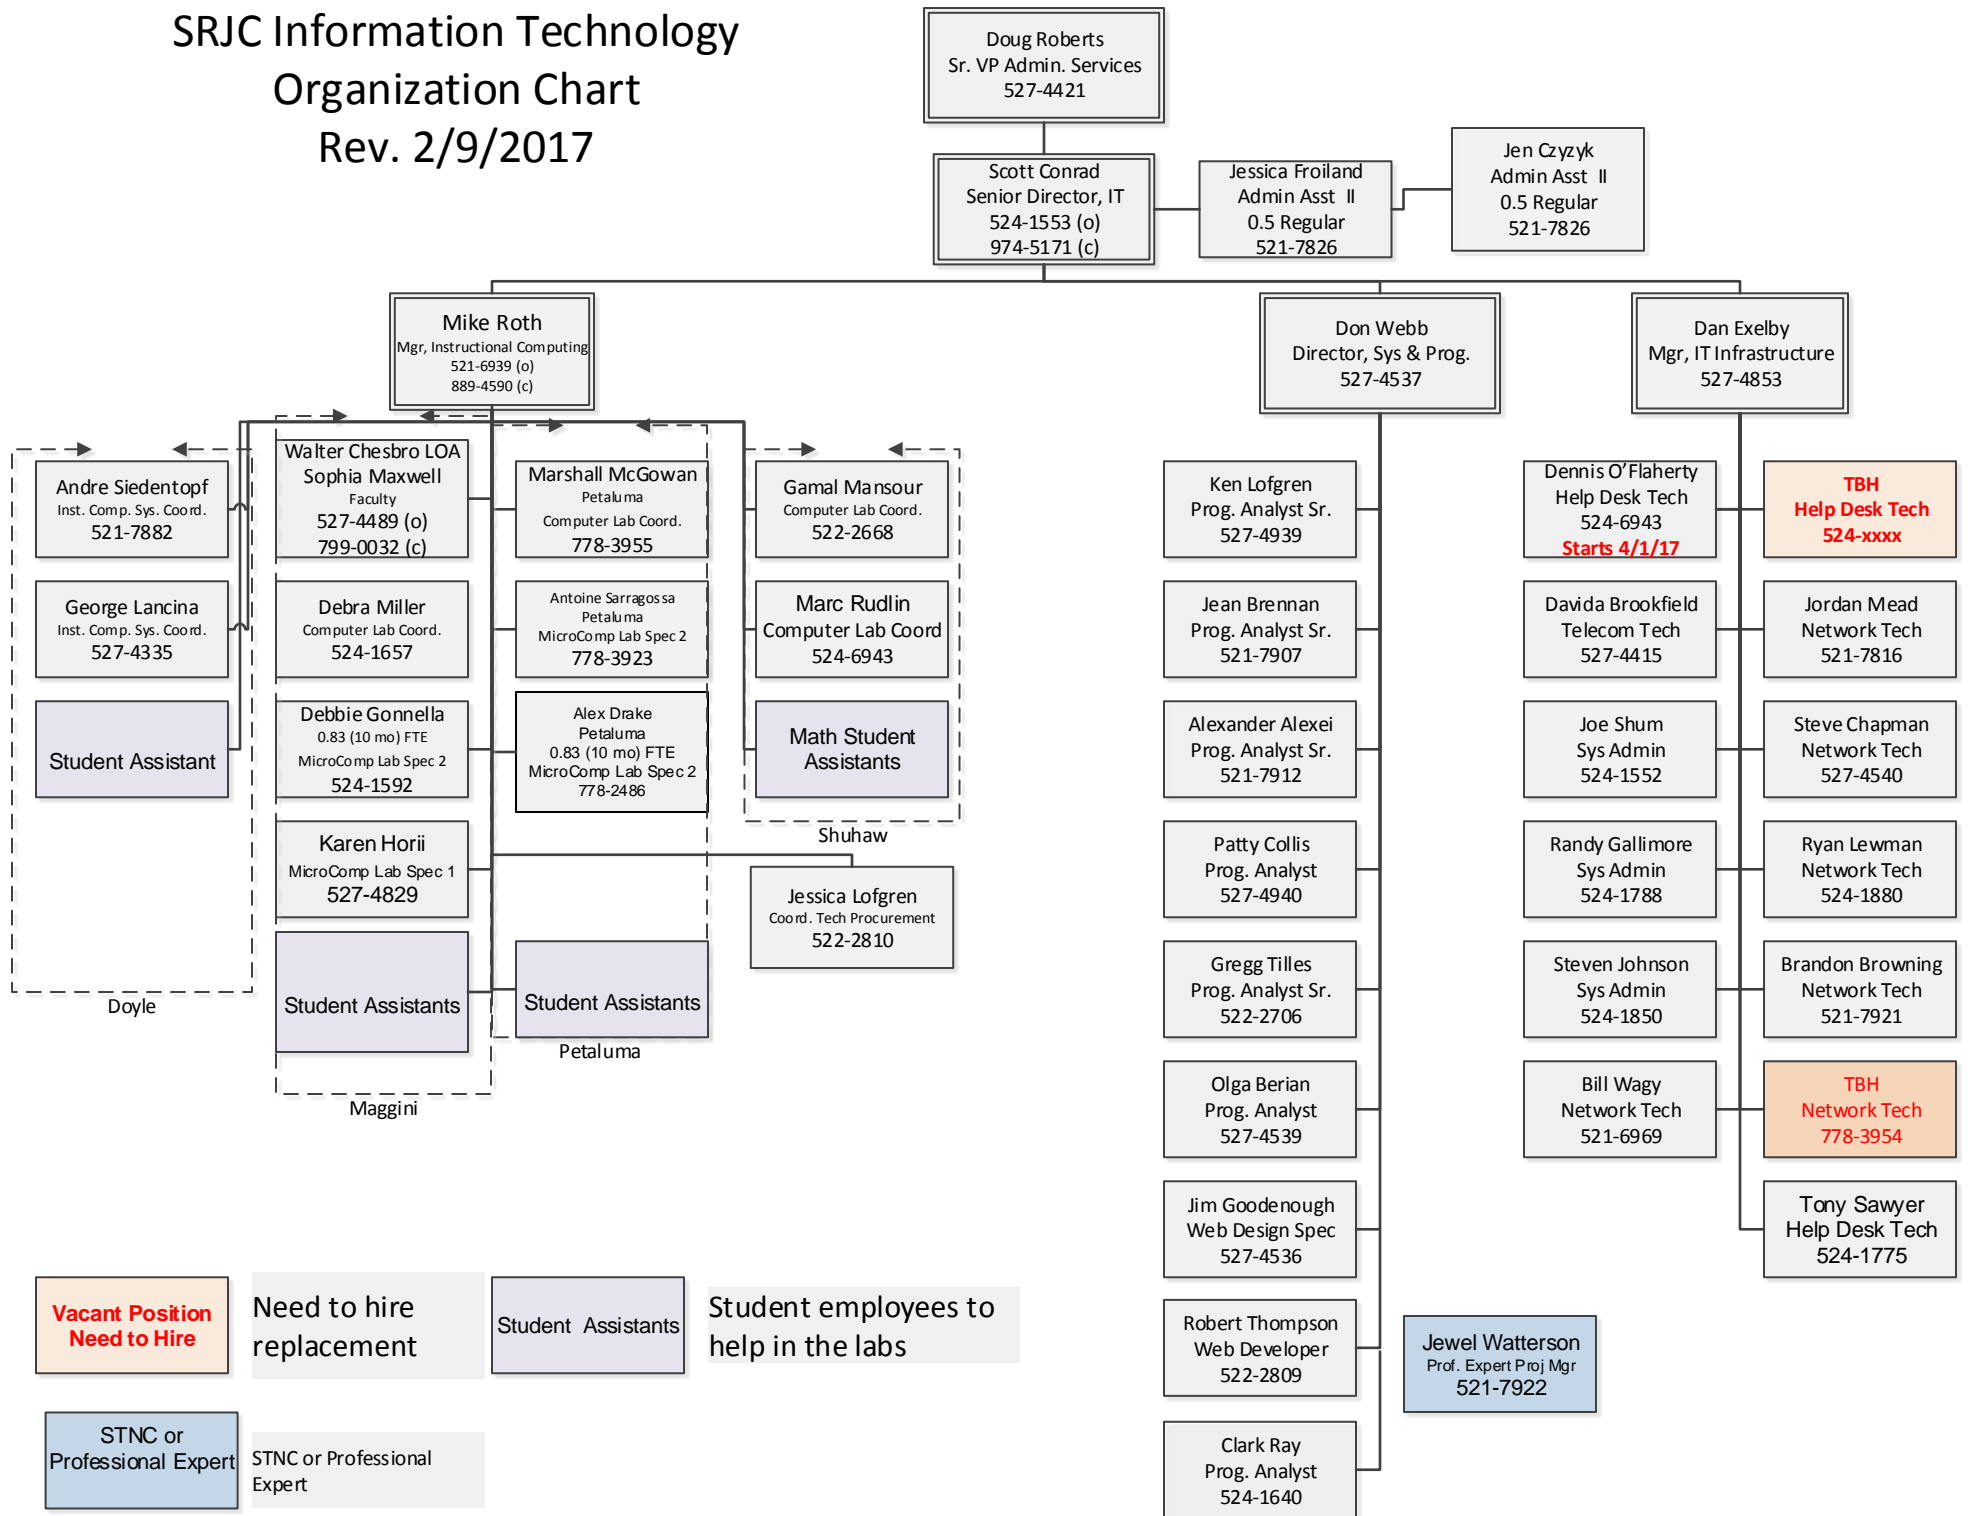 SRJC Information Technology
Organization Chart
Rev. 2/9/2017
Doug Roberts
Sr. VP Admin. Services
527-4421
Scott Conrad
Senior Director, IT
524-1553 (o)
974-5171 (c)
Jessica Froiland
Admin Asst  II
0.5 Regular
521-7826
Jen Czyzyk
Admin Asst  II
0.5 Regular
521-7826
Mike Roth
Mgr, Instructional Computing
521-6939 (o)
889-4590 (c)
Don Webb
Director, Sys & Prog.
527-4537
Dan Exelby
Mgr, IT Infrastructure
527-4853
Andre Siedentopf
Inst. Comp. Sys. Coord.
521-7882
George Lancina
Inst. Comp. Sys. Coord.
527-4335
Student Assistant
Doyle
Walter Chesbro LOA
Sophia Maxwell
Faculty
527-4489 (o)
799-0032 (c)
Debra Miller
Computer Lab Coord.
524-1657
Debbie Gonnella
0.83 (10 mo) FTE
MicroComp Lab Spec 2
524-1592
Karen Horii
MicroComp Lab Spec 1
527-4829
Student Assistants
Maggini
Marshall McGowan
Petaluma
Computer Lab Coord.
778-3955
Antoine Sarragossa
Petaluma
MicroComp Lab Spec 2
778-3923
Alex Drake
Petaluma
0.83 (10 mo) FTE
MicroComp Lab Spec 2
778-2486
Student Assistants
Petaluma
Gamal Mansour
Computer Lab Coord.
522-2668
Marc Rudlin
Computer Lab Coord
524-6943
Math Student
Assistants
Shuhaw
Jessica Lofgren
Coord. Tech Procurement
522-2810
Ken Lofgren
Prog. Analyst Sr.
527-4939
Jean Brennan
Prog. Analyst Sr.
521-7907
Alexander Alexei
Prog. Analyst Sr.
521-7912
Patty Collis
Prog. Analyst
527-4940
Gregg Tilles
Prog. Analyst Sr.
522-2706
Olga Berian
Prog. Analyst
527-4539
Jim Goodenough
Web Design Spec
527-4536
Robert Thompson
Web Developer
522-2809
Clark Ray
Prog. Analyst
524-1640
Jewel Watterson
Prof. Expert Proj Mgr
521-7922
Dennis O’Flaherty
Help Desk Tech
524-6943
Starts 4/1/17
Davida Brookfield
Telecom Tech
527-4415
Joe Shum
Sys Admin
524-1552
Randy Gallimore
Sys Admin
524-1788
Steven Johnson
Sys Admin
524-1850
Bill Wagy
Network Tech
521-6969
TBH
Help Desk Tech
524-xxxx
Jordan Mead
Network Tech
521-7816
Steve Chapman
Network Tech
527-4540
Ryan Lewman
Network Tech
524-1880
Brandon Browning
Network Tech
521-7921
TBH
Network Tech
778-3954
Tony Sawyer
Help Desk Tech
524-1775
Vacant Position
Need to Hire
Need to hire
replacement
Student  Assistants
Student employees to
help in the labs
STNC or
Professional Expert
STNC or Professional
Expert